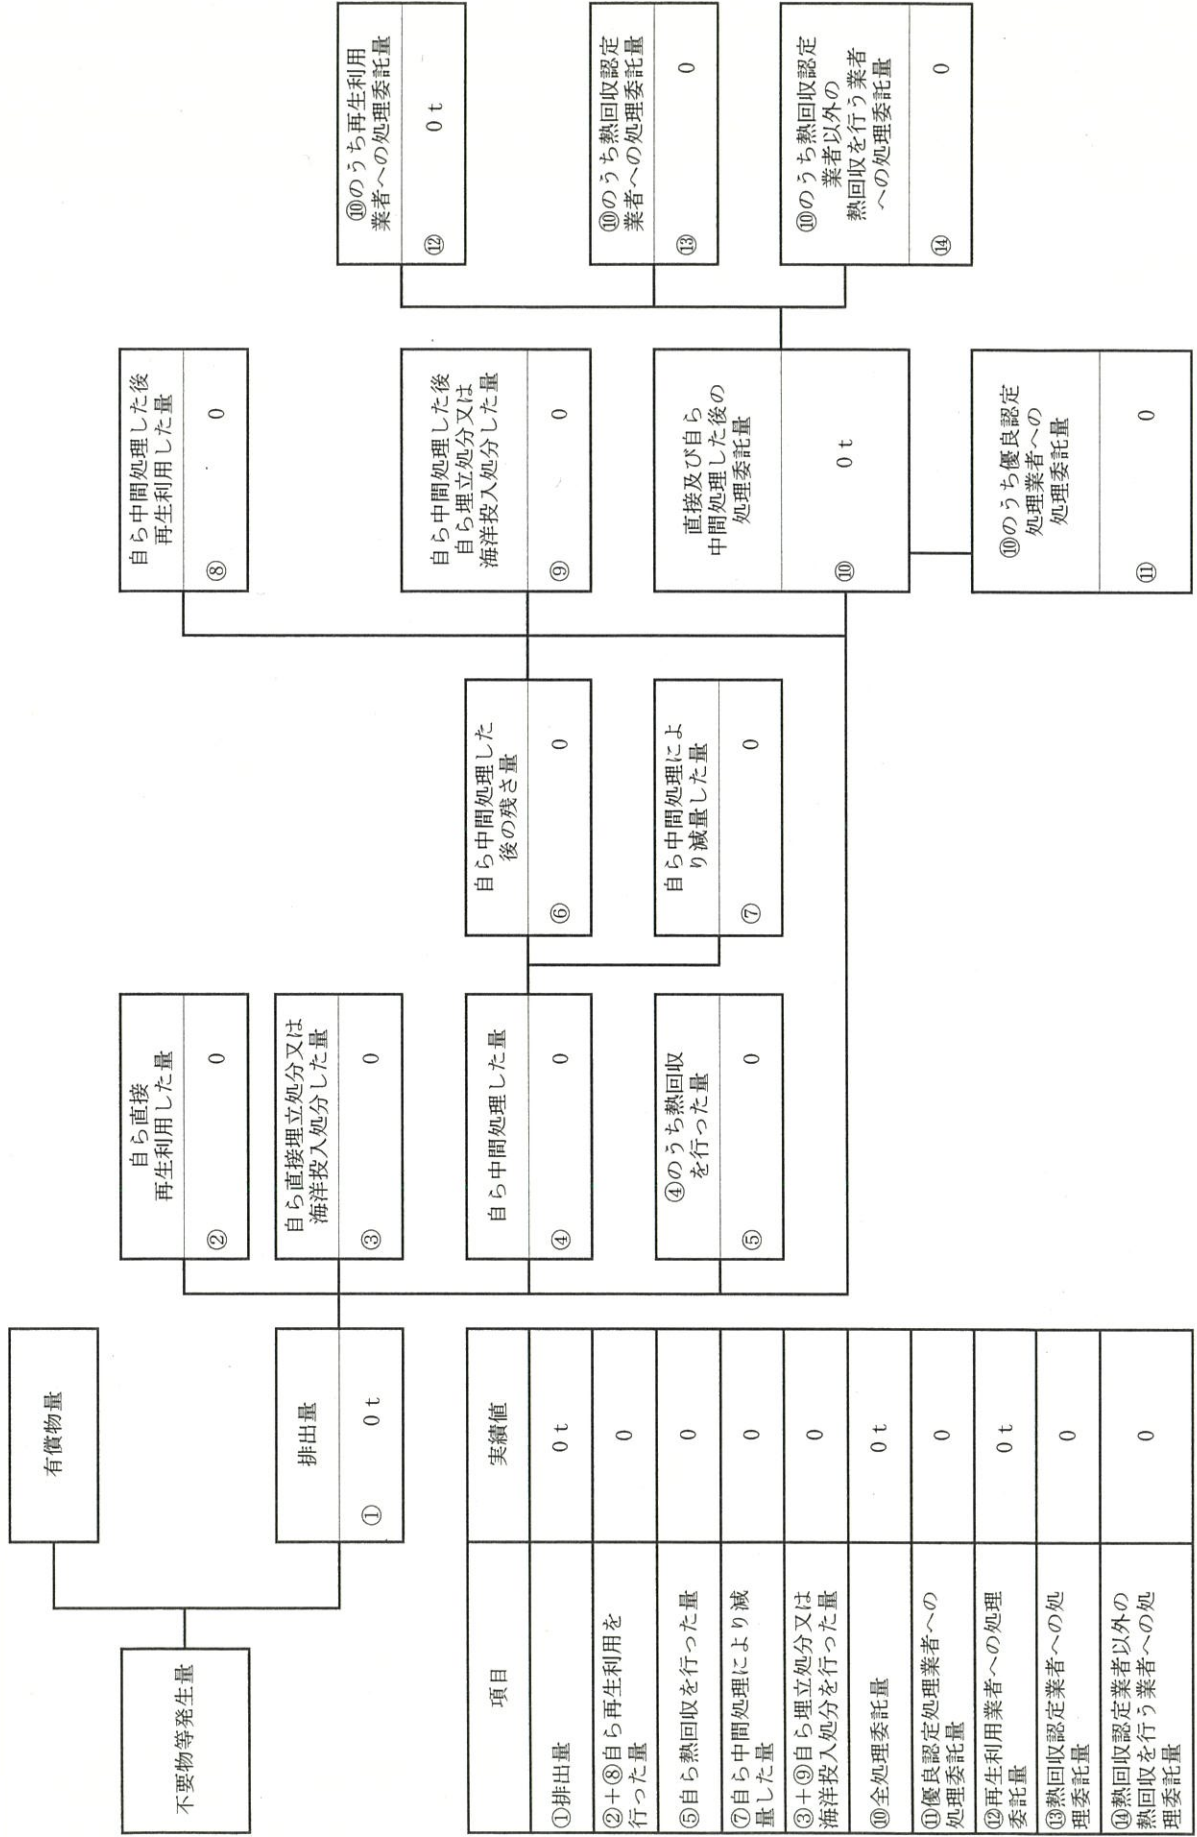 不要物等発生量
有償物量
排出量
① 0 t
自ら直接
再生利用した量
② 0
自ら直接埋立処分又は
海洋投入処分した量
③ 0
自ら中間処理した量
④ 0
④のうち熱回収
を行った量
⑤ 0
自ら中間処理した
後の残さ量
⑥ 0
自ら中間処理によ
り減量した量
⑦ 0
自ら中間処理した後
再生利用した量
⑧ 0
自ら中間処理した後
自ら埋立処分又は
海洋投入処分した量
⑨ 0
直接及び自ら
中間処理した後の
処理委託量
⑩ 0 t
⑩のうち優良認定
処理業者への
処理委託量
⑪ 0
⑩のうち再生利用
業者への処理委託量
⑫ 0 t
⑩のうち熱回収認定
業者への処理委託量
⑬ 0
⑩のうち熱回収認定
業者以外の
熱回収を行う業者
への処理委託量
⑭ 0
項目 実績値
①排出量 0 t
②+⑧自ら再生利用を
行った量 0
⑤自ら熱回収を行った量 0
⑦自ら中間処理により減
量した量 0
③+⑨自ら埋立処分又は
海洋投入処分を行った量 0
⑩全処理委託量 0 t
⑪優良認定処理業者への
処理委託量 0
⑫再生利用業者への処理
委託量 0 t
⑬熱回収認定業者への処
理委託量 0
⑭熱回収認定業者以外の
熱回収を行う業者への処
理委託量 0